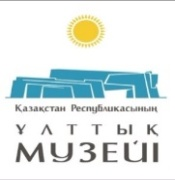 Қазақстан Республикасының
ҰЛТТЫҚ
МУЗЕЙІ